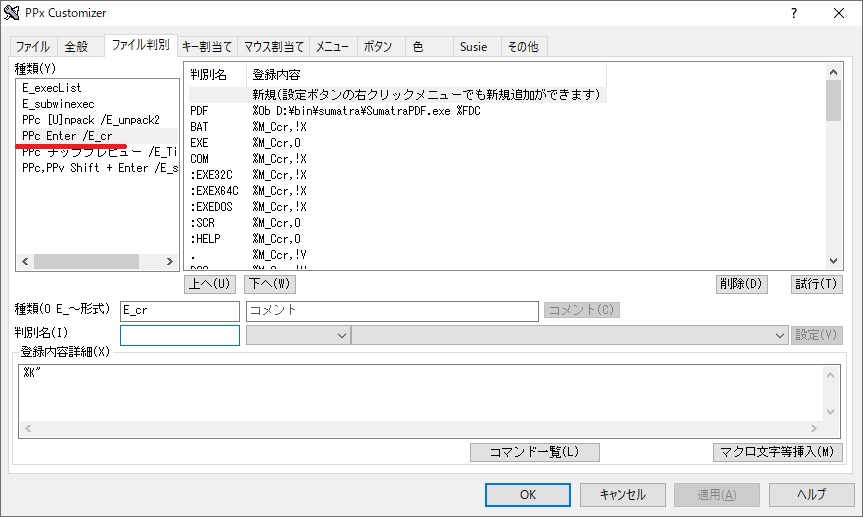 PPx Customizer
ファイル 全般 ファイル判別 キー割当て マウス割当て メニュー ボタン 色 Susie その他
種類(Y)
E_execList
E_subwinexec
PPc [U]npack /E_unpack2
PPc Enter /E_cr
PPc チッププレビュー /E_Ti
PPc,PPv Shift + Enter /E_s
判別名 登録内容
新規(設定ボタンの右クリックメニューでも新規追加ができます)
PDF %Ob D:¥bin¥sumatra¥SumatraPDF.exe %FDC
BAT %M_Ccr,!X
EXE %M_Ccr,O
COM %M_Ccr,!X
:EXE32C %M_Ccr,!X
:EXEX64C %M_Ccr,!X
:EXEDOS %M_Ccr,!X
:SCR %M_Ccr,O
:HELP %M_Ccr,O
. %M_Ccr,!Y
上へ(U) 下へ(W) 削除(D) 試行(T)
種類(O E_～形式) E_cr コメント コメント(C)
判別名(I) 設定(V)
登録内容詳細(X)
%K"
コマンド一覧(L) マクロ文字等挿入(M)
OK キャンセル 適用(A) ヘルプ